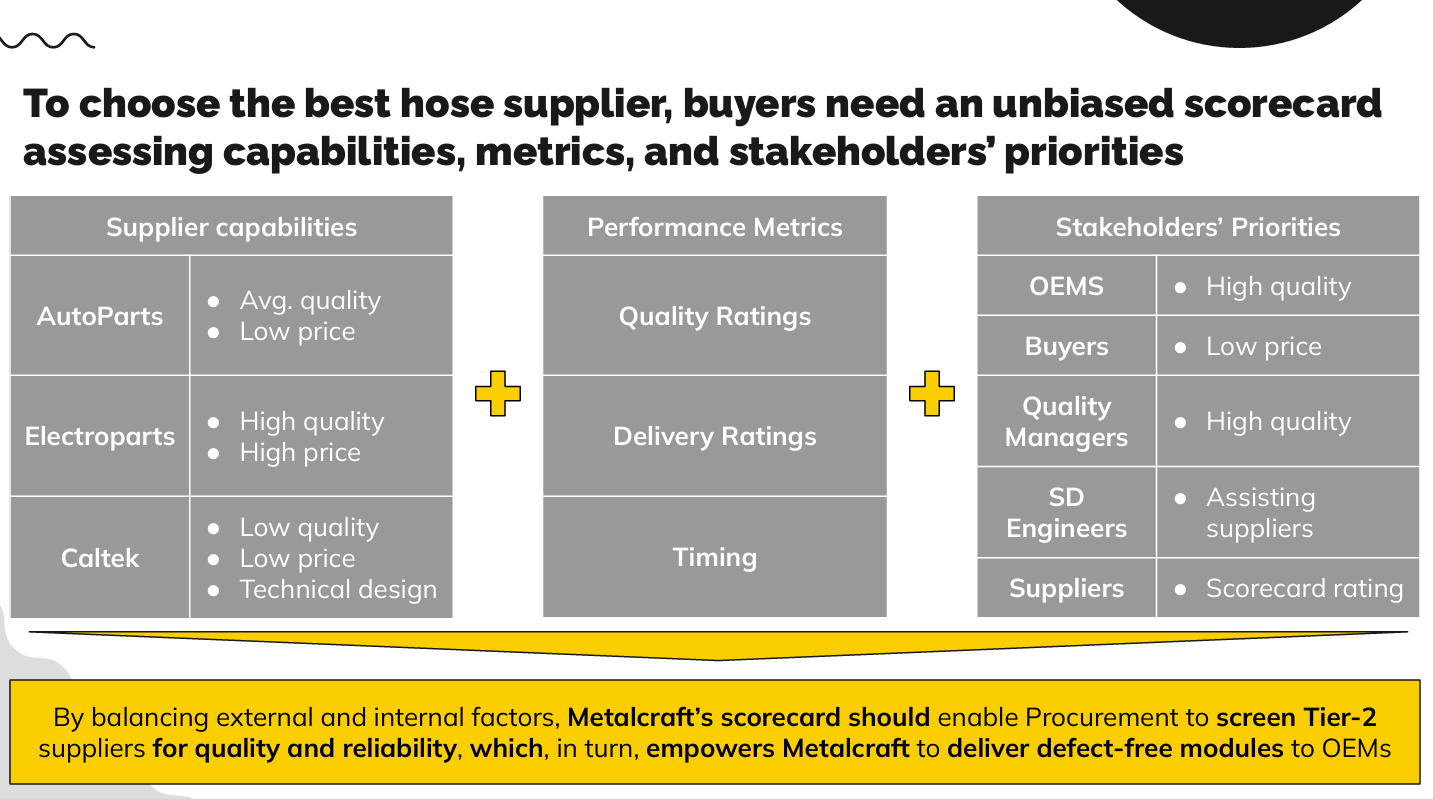 To choose the best hose supplier, buyers need an unbiased scorecard
assessing capabilities, metrics, and stakeholders’ priorities
Supplier capabilities
AutoParts
● Avg. quality
● Low price
Electroparts
● High quality
● High price
Caltek
● Low quality
● Low price
● Technical design
Performance Metrics
Quality Ratings
Delivery Ratings
Timing
Stakeholders’ Priorities
OEMS
● High quality
Buyers
● Low price
Quality
Managers
● High quality
SD
Engineers
● Assisting
suppliers
Suppliers
● Scorecard rating
By balancing external and internal factors, Metalcraft’s scorecard should enable Procurement to screen Tier-2
suppliers for quality and reliability, which, in turn, empowers Metalcraft to deliver defect-free modules to OEMs